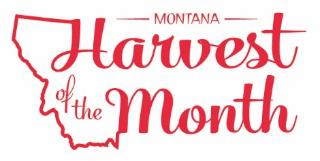 MONTANA
Harvest
of the
Month